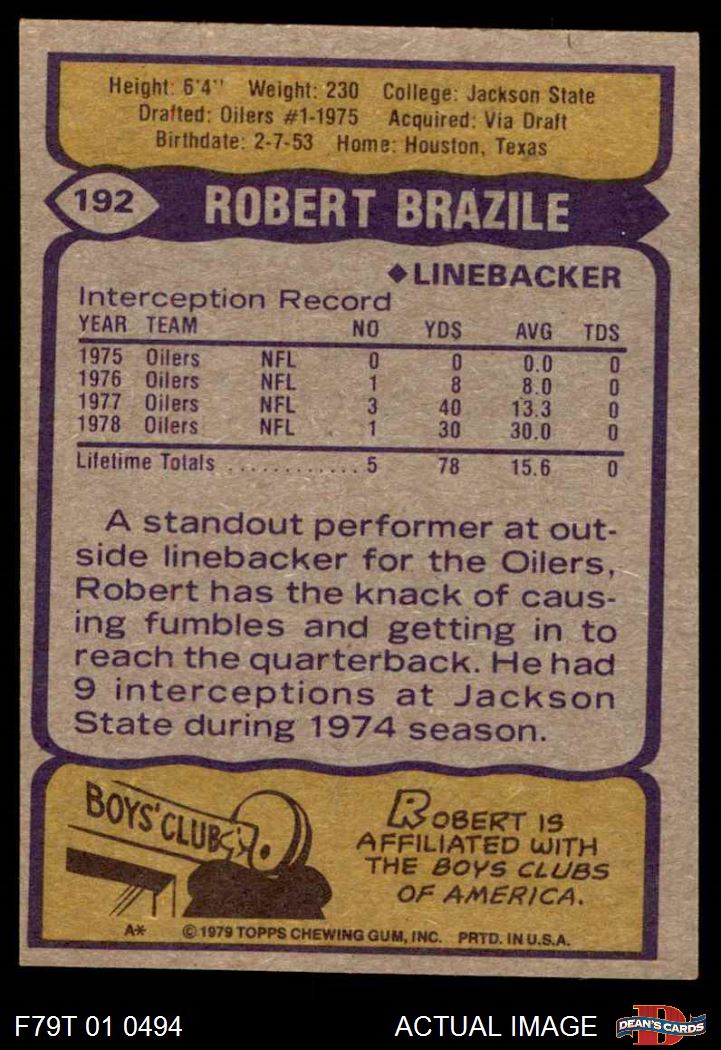 Height: 6'4" Weight: 230 College: Jackson State
Drafted: Oilers #1-1975 Acquired: Via Draft
Birthdate: 2-7-53 Home: Houston, Texas
192 ROBERT BRAZILE
◆LINEBACKER
Interception Record
YEAR TEAM NO YDS AVG TDS
1975 Oilers NFL 0 0 0.0 0
1976 Oilers NFL 1 8 8.0 0
1977 Oilers NFL 3 40 13.3 0
1978 Oilers NFL 1 30 30.0 0
Lifetime Totals ............ 5 78 15.6 0
A standout performer at out-
side linebacker for the Oilers,
Robert has the knack of caus-
ing fumbles and getting in to
reach the quarterback. He had
9 interceptions at Jackson
State during 1974 season.
BOYS' CLUBS
ROBERT IS
AFFILIATED WITH
THE BOYS CLUBS
OF AMERICA.
A* ©1979 TOPPS CHEWING GUM, INC. PRTD. IN U.S.A.
F79T 01 0494 ACTUAL IMAGE DEAN'S CARDS